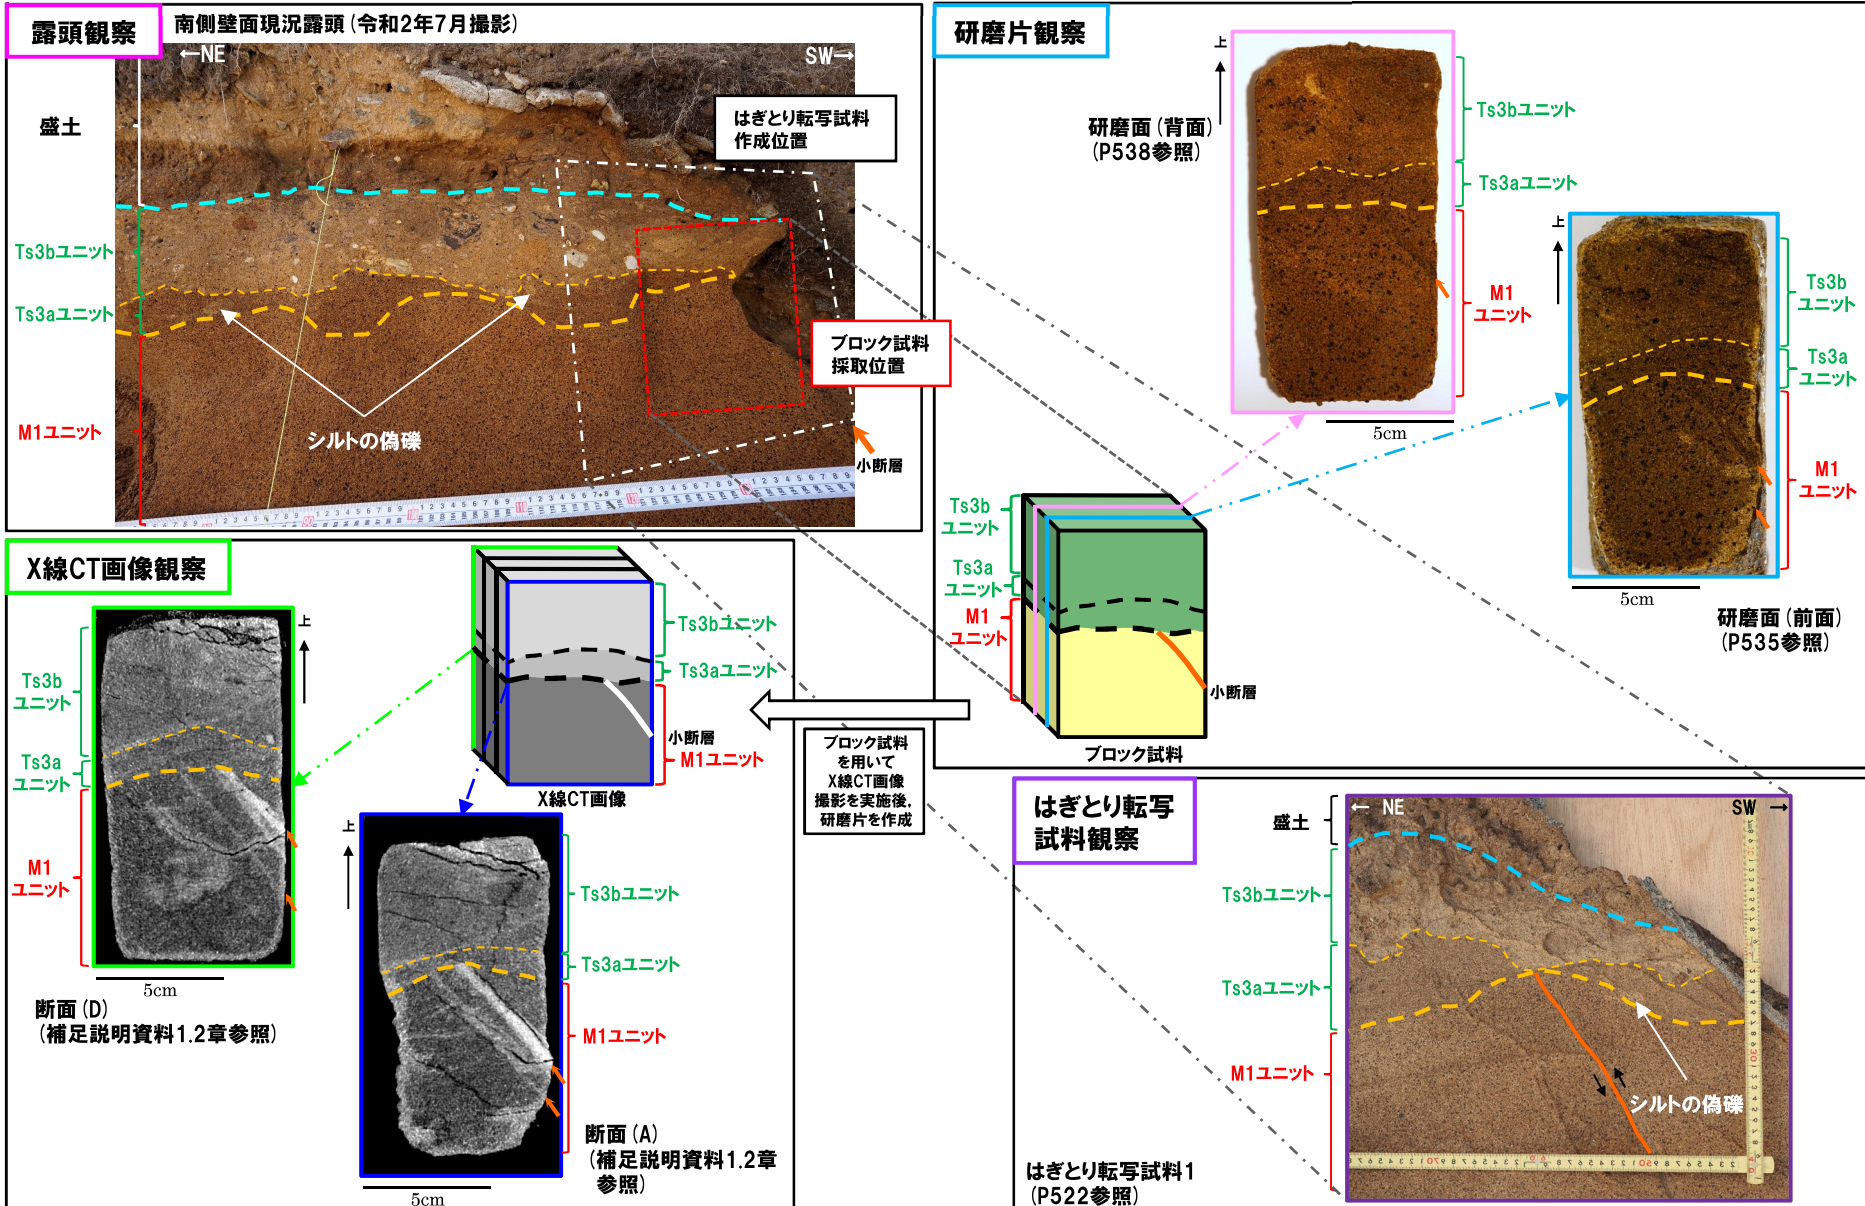 露頭観察
南側壁面現況露頭(令和2年7月撮影)
←NE
SW→
盛土
はぎとり転写試料
作成位置
Ts3bユニット
Ts3aユニット
ブロック試料
採取位置
M1ユニット
シルトの偽礫
小断層
研磨片観察
上
研磨面(背面)
(P538参照)
Ts3bユニット
Ts3aユニット
M1
ユニット
5cm
上
Ts3b
ユニット
Ts3a
ユニット
M1
ユニット
5cm
研磨面(前面)
(P535参照)
Ts3b
ユニット
Ts3a
ユニット
M1
ユニット
小断層
ブロック試料
X線CT画像観察
上
Ts3b
ユニット
Ts3a
ユニット
M1
ユニット
5cm
断面(D)
(補足説明資料1.2章参照)
Ts3bユニット
Ts3aユニット
小断層
M1ユニット
X線CT画像
ブロック試料
を用いて
X線CT画像
撮影を実施後,
研磨片を作成
上
Ts3bユニット
Ts3aユニット
M1ユニット
5cm
断面(A)
(補足説明資料1.2章
参照)
はぎとり転写
試料観察
← NE
SW →
盛土
Ts3bユニット
Ts3aユニット
M1ユニット
シルトの偽礫
はぎとり転写試料1
(P522参照)